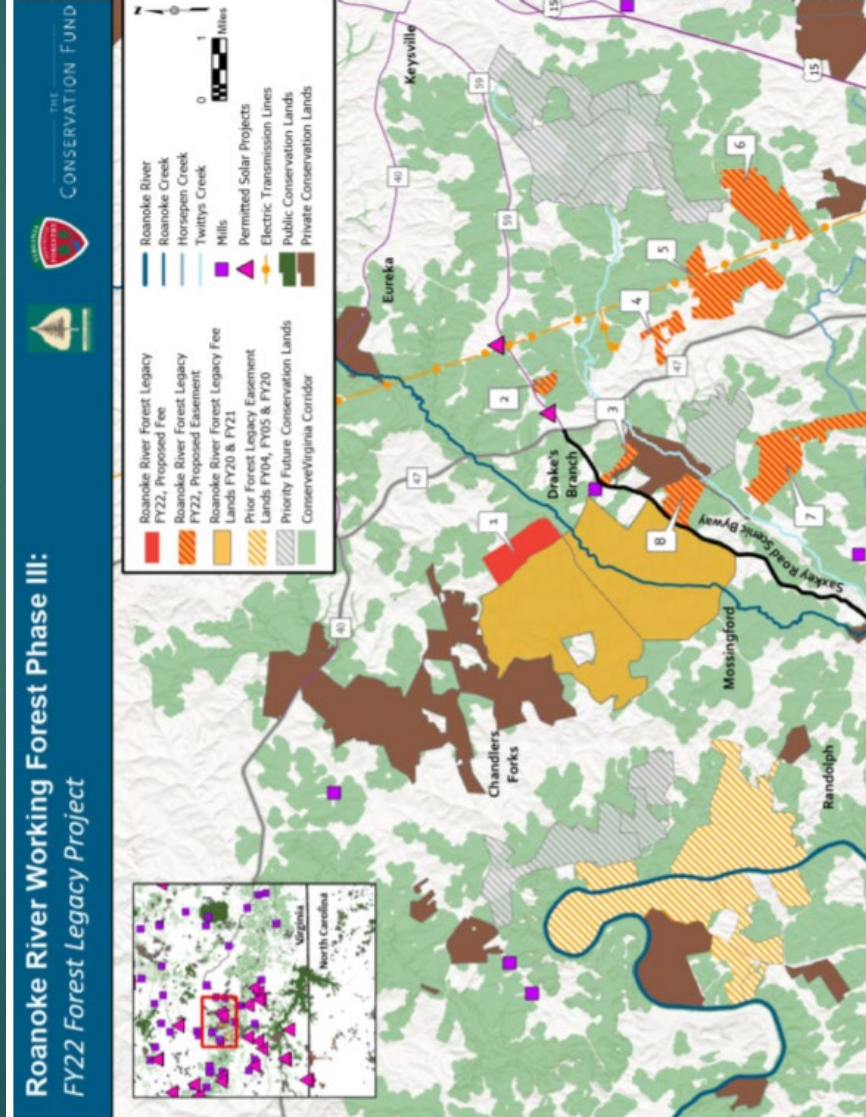 Roanoke River Working Forest Phase III:
FY22 Forest Legacy Project
THE
CONSERVATION FUND
Roanoke River Forest Legacy
FY22, Proposed Fee
Roanoke River Forest Legacy
FY22, Proposed Easement
Roanoke River Forest Legacy Fee
Lands FY20 & FY21
Prior Forest Legacy Easement
Lands FY04, FY05 & FY20
Priority Future Conservation Lands
ConserveVirginia Corridor
Roanoke River
Roanoke Creek
Horsepen Creek
Twittys Creek
Mills
Permitted Solar Projects
Electric Transmission Lines
Public Conservation Lands
Private Conservation Lands
N
0 1
Miles
Virginia
North Carolina
40
47
40
Eureka
Keysville
59
59
15
15
Chandlers
Forks
1
Drake's
Branch
2
3
47
4
5
6
Mossingford
8
Saxkey Road Scenic Byway
7
Randolph